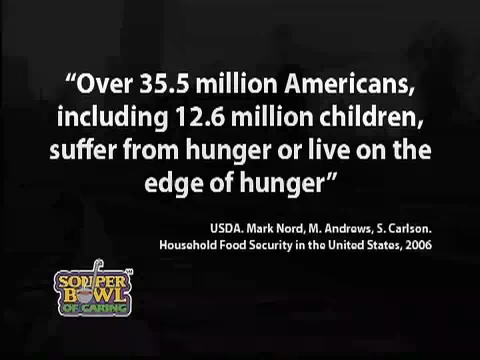 “Over 35.5 million Americans,
including 12.6 million children,
suffer from hunger or live on the
edge of hunger”
USDA. Mark Nord, M. Andrews, S. Carlson.
Household Food Security in the United States, 2006
SOUPER
BOWL
OF CARING